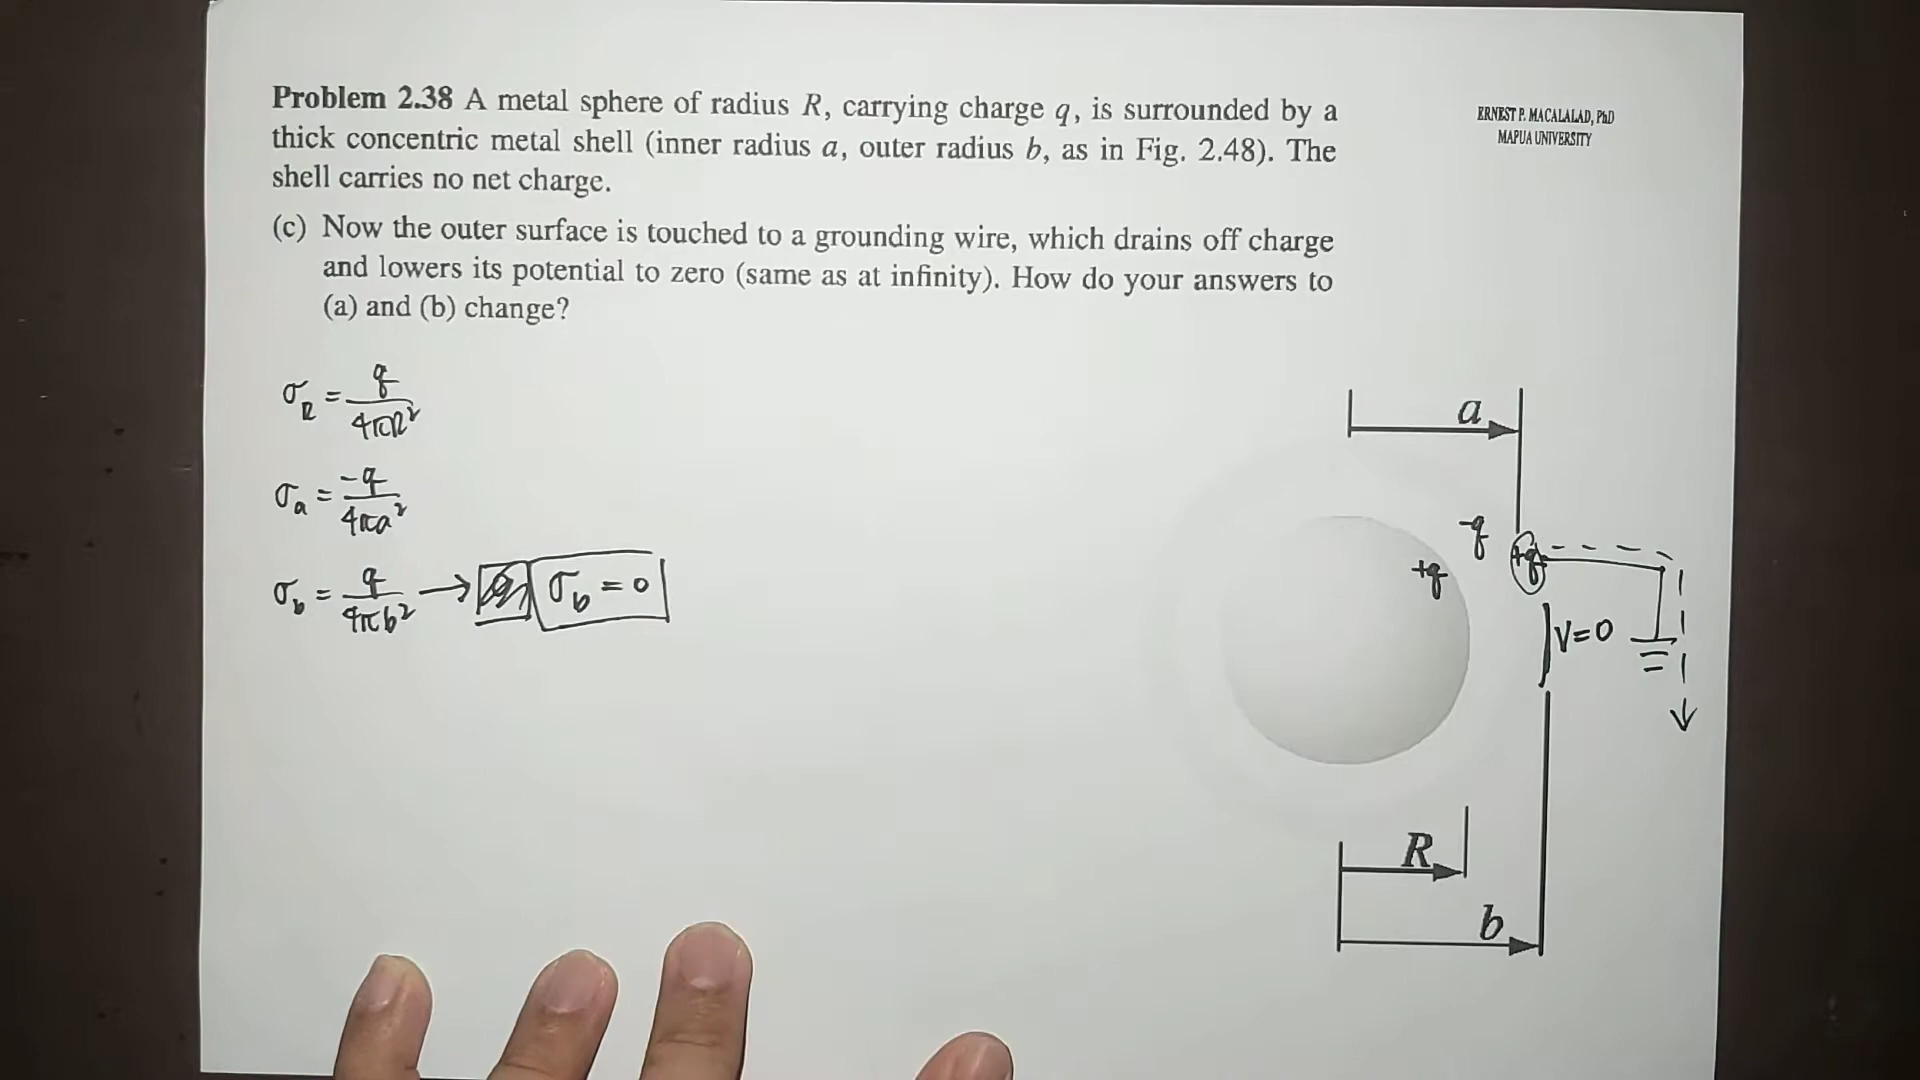 Problem 2.38 A metal sphere of radius R, carrying charge q, is surrounded by a
thick concentric metal shell (inner radius a, outer radius b, as in Fig. 2.48). The
shell carries no net charge.
ERNEST P. MACALALAD, PhD
MAPUA UNIVERSITY
(c) Now the outer surface is touched to a grounding wire, which drains off charge
and lowers its potential to zero (same as at infinity). How do your answers to
(a) and (b) change?
σ_R = q/4πR²
σ_a = -q/4πa²
σ_b = q/4πb² → σ_b = 0
a
-q +q
+q
V=0
R
b